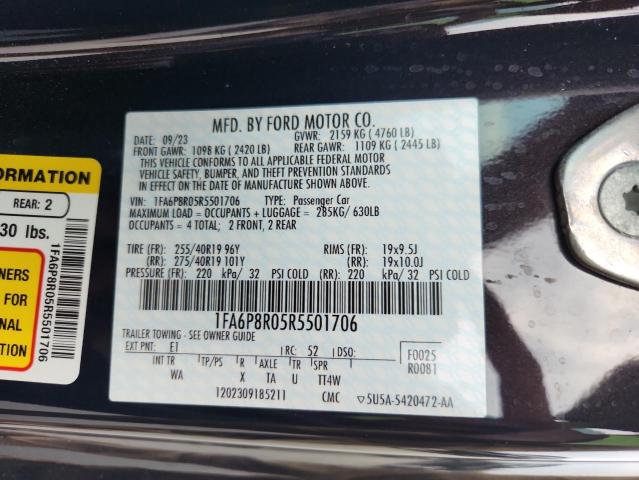 MFD. BY FORD MOTOR CO.
DATE: 09/23 GVWR: 2159 KG (4760 LB)
FRONT GAWR: 1098 KG (2420 LB) REAR GAWR: 1109 KG (2445 LB)
THIS VEHICLE CONFORMS TO ALL APPLICABLE FEDERAL MOTOR
VEHICLE SAFETY, BUMPER, AND THEFT PREVENTION STANDARDS
IN EFFECT ON THE DATE OF MANUFACTURE SHOWN ABOVE.
VIN: 1FA6P8R05R5501706 TYPE: Passenger Car
MAXIMUM LOAD = OCCUPANTS + LUGGAGE = 285KG/ 630LB
OCCUPANTS = 4 TOTAL; 2 FRONT, 2 REAR
TIRE (FR): 255/40R19 96Y RIMS (FR): 19x9.5J
(RR): 275/40R19 101Y (RR): 19x10.0J
PRESSURE (FR): 220 kPa/ 32 PSI COLD (RR): 220 kPa/ 32 PSI COLD
1FA6P8R05R5501706
TRAILER TOWING - SEE OWNER GUIDE
EXT PNT: E1 RC: 52 DSO: F0025
INT TR TP/PS R AXLE TR SPR R0081
WA X TA U TT4W
1202309185211 CMC ▽5U5A-5420472-AA
FORMATION
REAR: 2
30 lbs.
NERS
FOR
NAL
N
1FA6P8R05R5501706